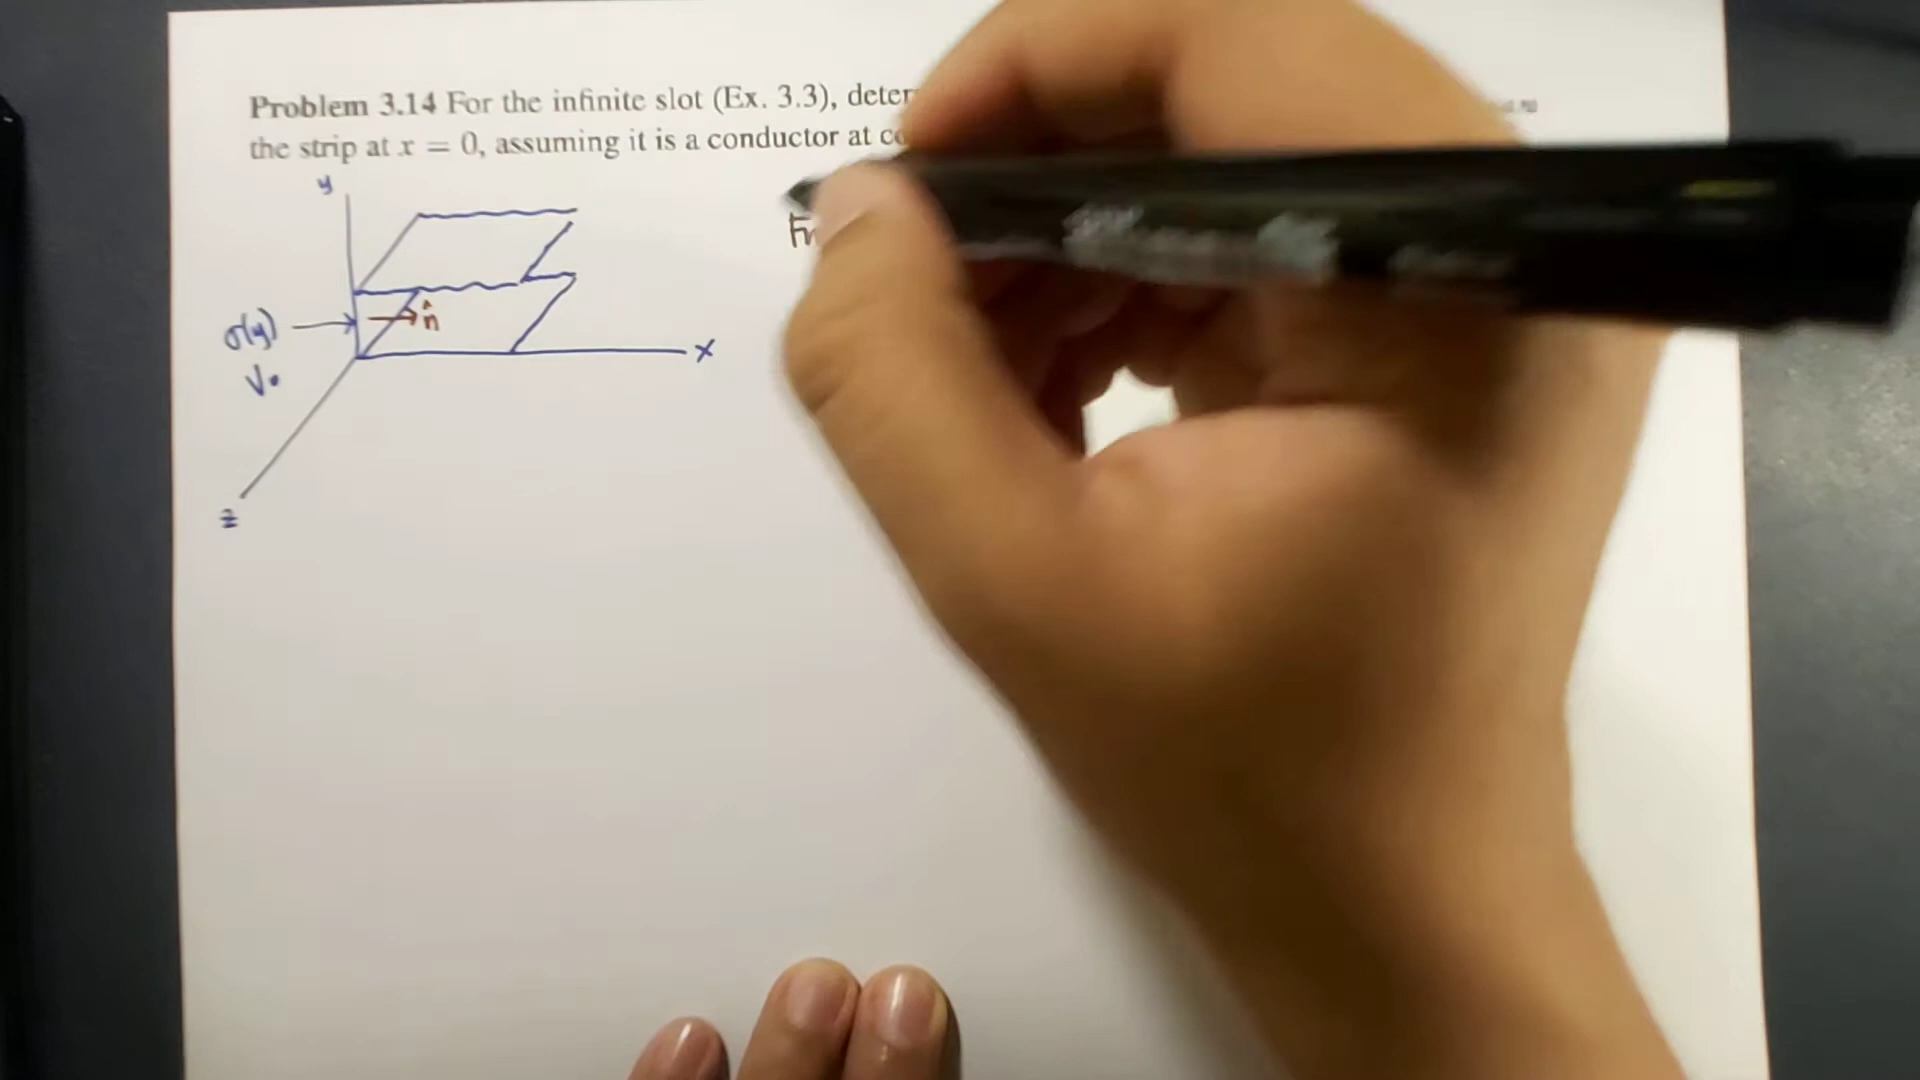 Problem 3.14 For the infinite slot (Ex. 3.3), deter
the strip at x = 0, assuming it is a conductor at co
y
n̂
σ(y)
V₀
x
z